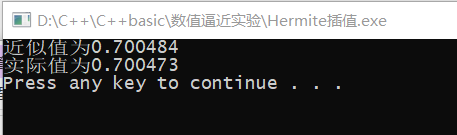 D:\C++\C++basic\数值逼近实验\Hermite插值.exe
近似值为0.700484
实际值为0.700473
Press any key to continue . . .